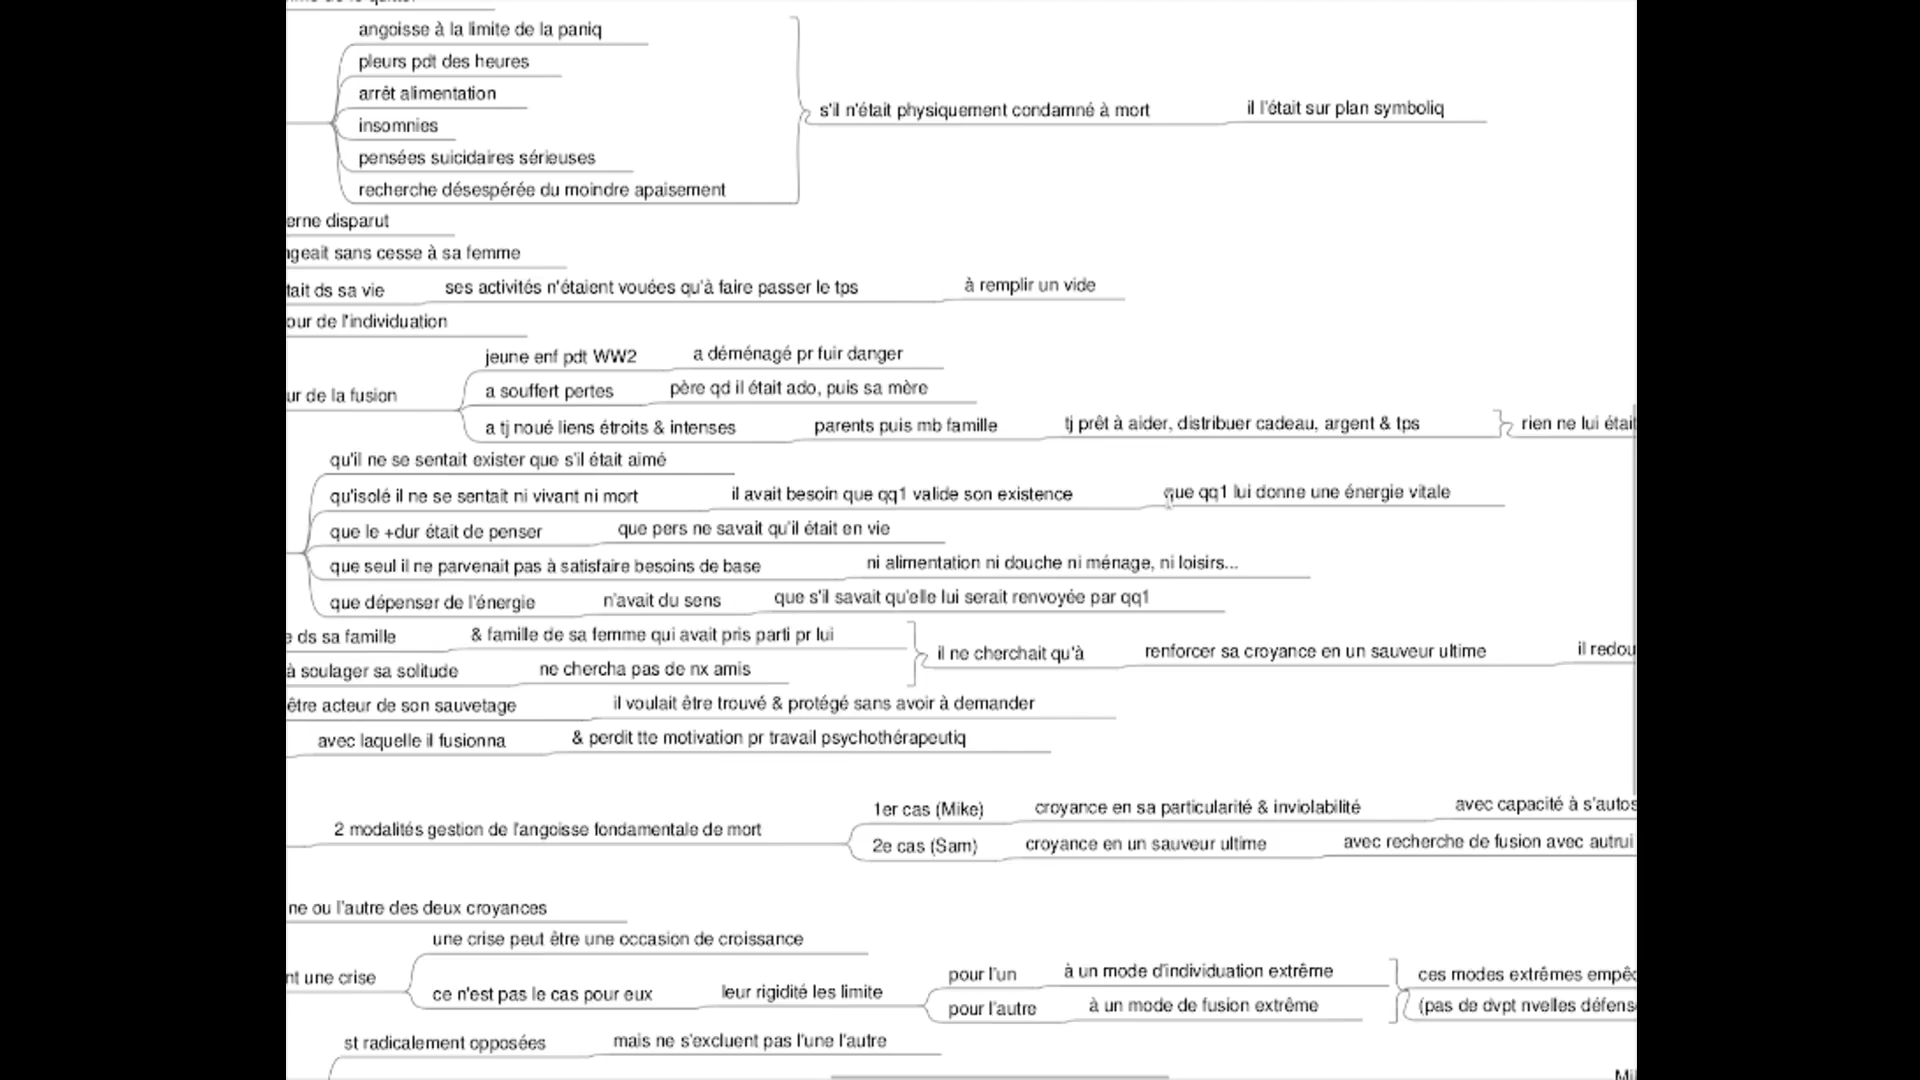 angoisse à la limite de la paniq
pleurs pdt des heures
arrêt alimentation
insomnies
pensées suicidaires sérieuses
recherche désespérée du moindre apaisement
s'il n'était physiquement condamné à mort il l'était sur plan symboliq
erne disparut
ngeait sans cesse à sa femme
tait ds sa vie ses activités n'étaient vouées qu'à faire passer le tps à remplir un vide
our de l'individuation
jeune enf pdt WW2 a déménagé pr fuir danger
ur de la fusion a souffert pertes père qd il était ado, puis sa mère
a tj noué liens étroits & intenses parents puis mb famille tj prêt à aider, distribuer cadeau, argent & tps rien ne lui était
qu'il ne se sentait exister que s'il était aimé
qu'isolé il ne se sentait ni vivant ni mort il avait besoin que qq1 valide son existence que qq1 lui donne une énergie vitale
que le +dur était de penser que pers ne savait qu'il était en vie
que seul il ne parvenait pas à satisfaire besoins de base ni alimentation ni douche ni ménage, ni loisirs...
que dépenser de l'énergie n'avait du sens que s'il savait qu'elle lui serait renvoyée par qq1
e ds sa famille & famille de sa femme qui avait pris parti pr lui
il ne cherchait qu'à renforcer sa croyance en un sauveur ultime il redou
à soulager sa solitude ne chercha pas de nx amis
être acteur de son sauvetage il voulait être trouvé & protégé sans avoir à demander
avec laquelle il fusionna & perdit tte motivation pr travail psychothérapeutiq
2 modalités gestion de l'angoisse fondamentale de mort
1er cas (Mike) croyance en sa particularité & inviolabilité avec capacité à s'autos
2e cas (Sam) croyance en un sauveur ultime avec recherche de fusion avec autrui
ne ou l'autre des deux croyances
une crise peut être une occasion de croissance
nt une crise
ce n'est pas le cas pour eux leur rigidité les limite
pour l'un à un mode d'individuation extrême
pour l'autre à un mode de fusion extrême
ces modes extrêmes empêc
(pas de dvpt nvelles défens
st radicalement opposées mais ne s'excluent pas l'une l'autre